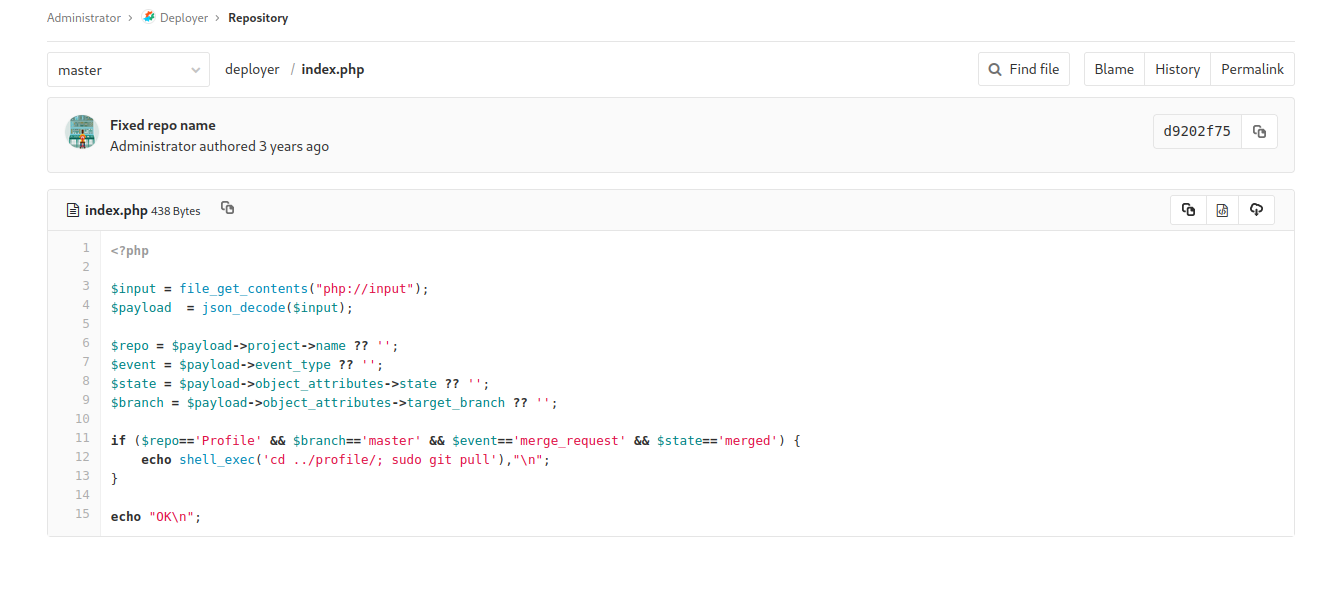 Administrator › Deployer › Repository
master deployer / index.php Find file Blame History Permalink
Fixed repo name
Administrator authored 3 years ago
d9202f75
index.php 438 Bytes
1 <?php
2
3 $input = file_get_contents("php://input");
4 $payload  = json_decode($input);
5
6 $repo = $payload->project->name ?? '';
7 $event = $payload->event_type ?? '';
8 $state = $payload->object_attributes->state ?? '';
9 $branch = $payload->object_attributes->target_branch ?? '';
10
11 if ($repo=='Profile' && $branch=='master' && $event=='merge_request' && $state=='merged') {
12     echo shell_exec('cd ../profile/; sudo git pull'),"\n";
13 }
14
15 echo "OK\n";